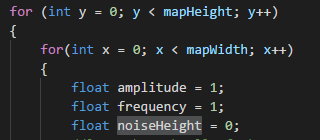 for (int y = 0; y < mapHeight; y++)
{
for(int x = 0; x < mapWidth; x++)
{
float amplitude = 1;
float frequency = 1;
float noiseHeight = 0;